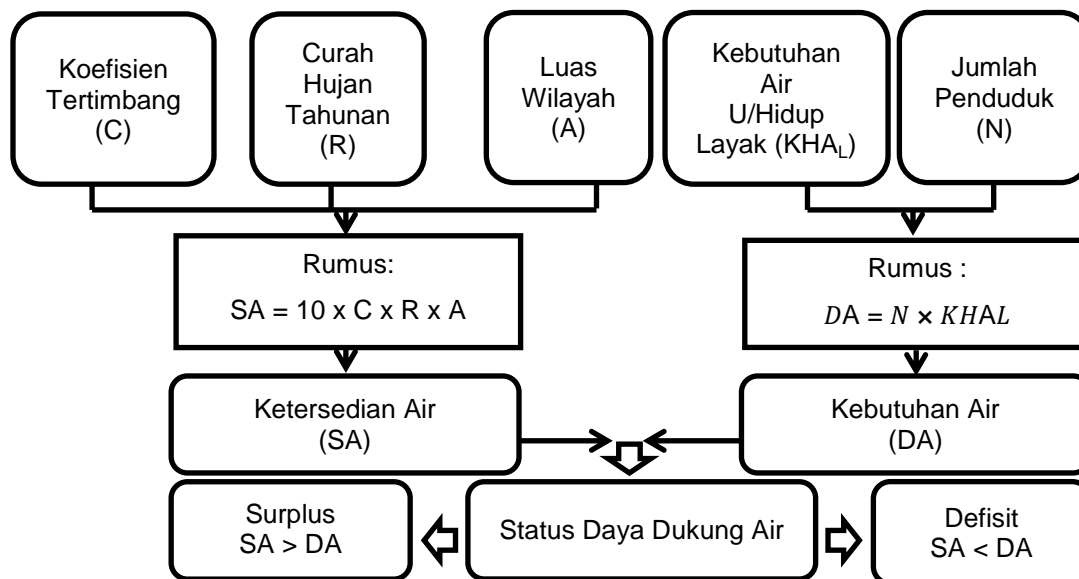 Koefisien
Tertimbang
(C)
Curah
Hujan
Tahunan
(R)
Luas
Wilayah
(A)
Kebutuhan
Air
U/Hidup
Layak (KHA_L)
Jumlah
Penduduk
(N)
Rumus:
SA = 10 x C x R x A
Rumus :
DA = N × KHAL
Ketersedian Air
(SA)
Kebutuhan Air
(DA)
Surplus
SA > DA
Status Daya Dukung Air
Defisit
SA < DA